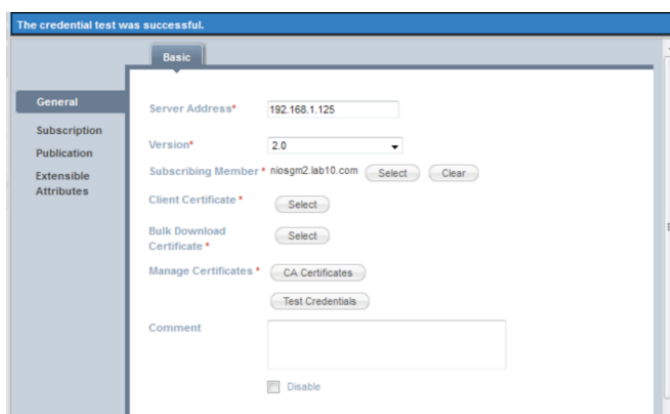 The credential test was successful.
Basic
General
Subscription
Publication
Extensible
Attributes
Server Address* 192.168.1.125
Version* 2.0
Subscribing Member * niosgm2.lab10.com Select Clear
Client Certificate * Select
Bulk Download
Certificate * Select
Manage Certificates * CA Certificates
Test Credentials
Comment
Disable